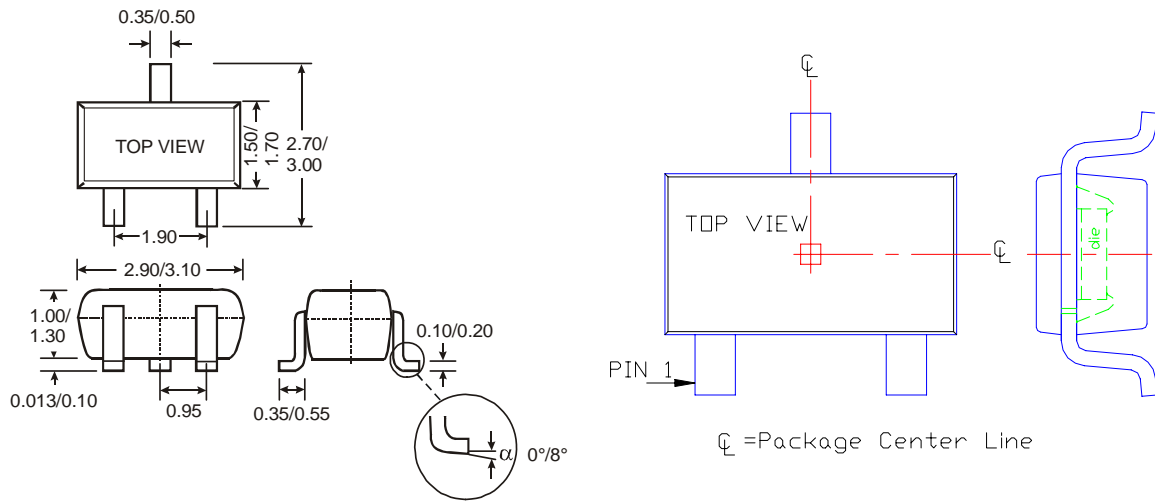 0.35/0.50
TOP VIEW
1.50/
1.70
2.70/
3.00
1.90
2.90/3.10
1.00/
1.30
0.013/0.10
0.95
0.10/0.20
0.35/0.55
α
0°/8°
℄
TOP VIEW
℄
die
PIN 1
℄ =Package Center Line